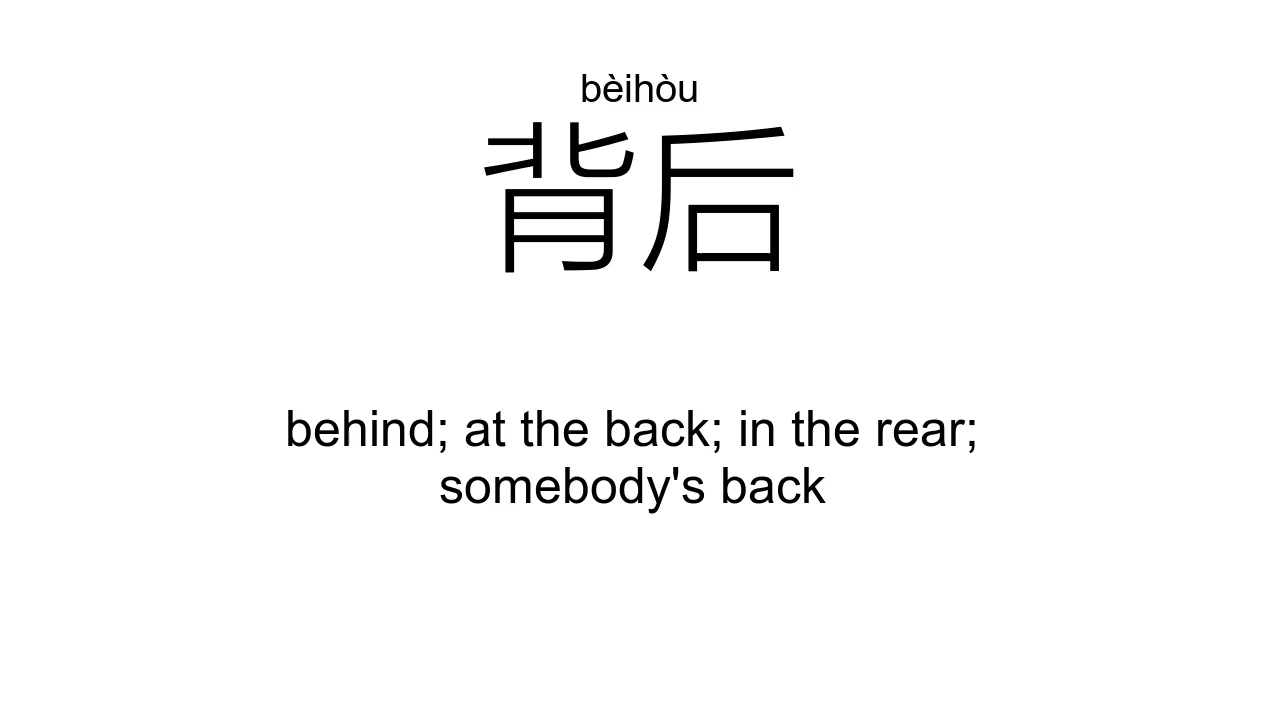 bèihòu
背后
behind; at the back; in the rear;
somebody's back